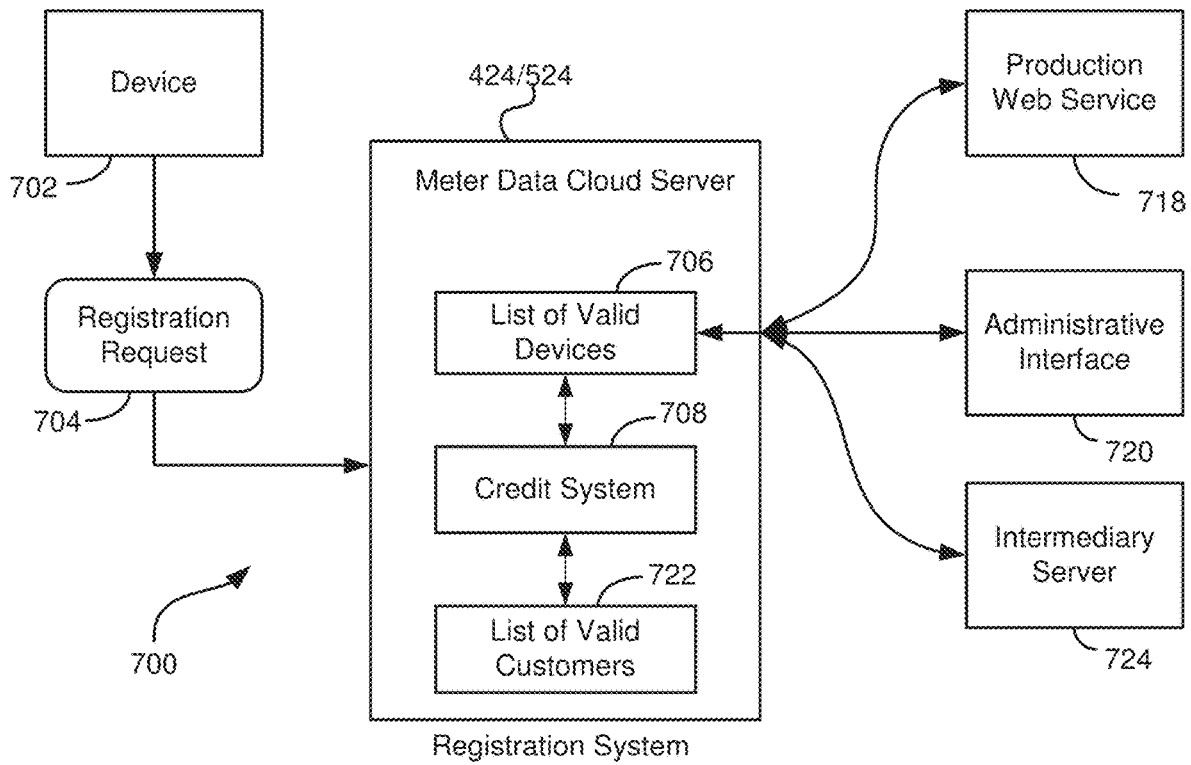 Device
702
Registration
Request
704
700
424/524
Meter Data Cloud Server
706
List of Valid
Devices
708
Credit System
722
List of Valid
Customers
Registration System
Production
Web Service
718
Administrative
Interface
720
Intermediary
Server
724